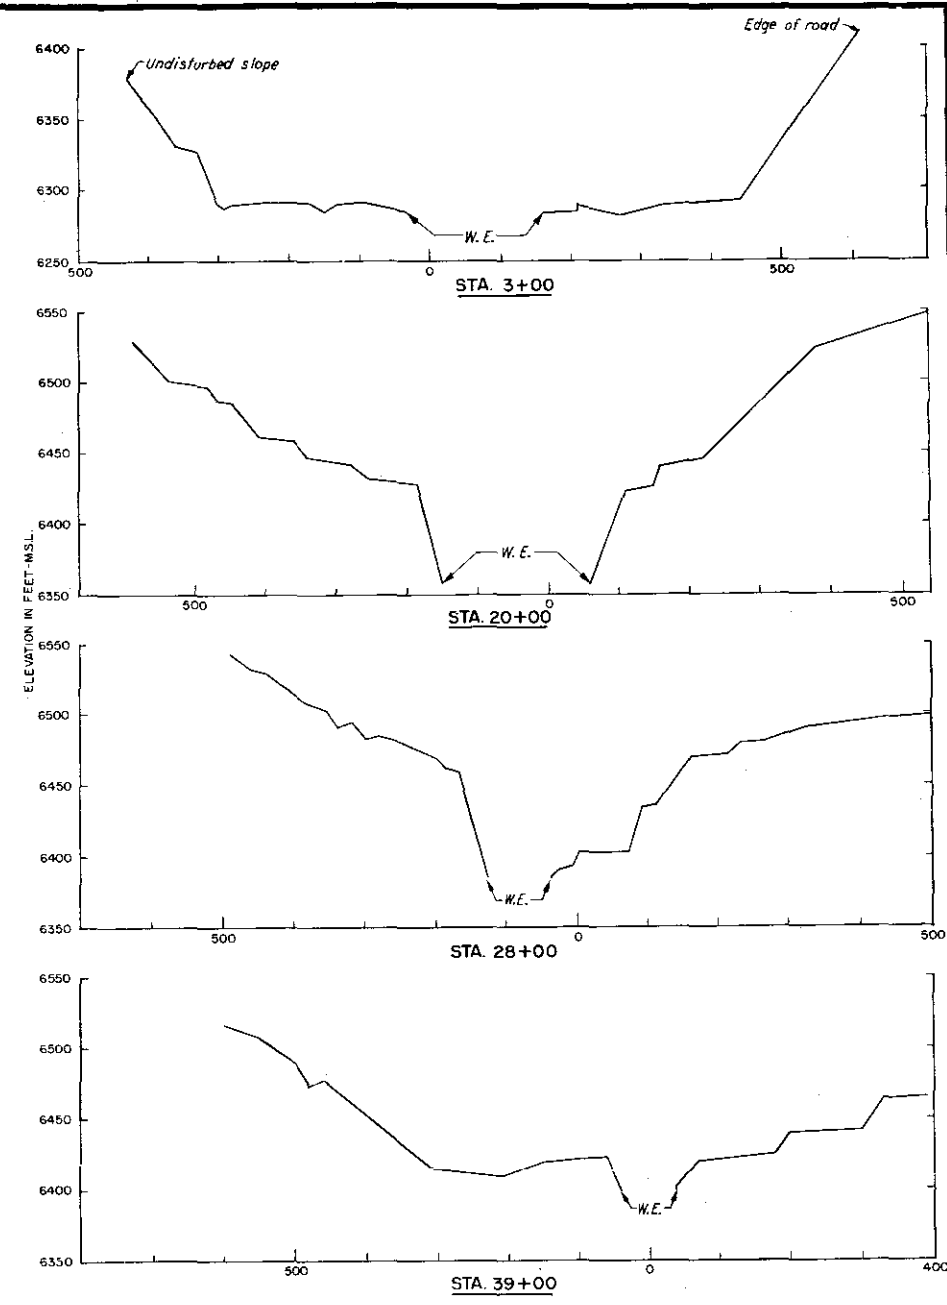 Edge of road
6400
Undisturbed slope
6350
6300
W.E.
6250
500 0 500
STA. 3+00
6550
6500
6450
6400
W.E.
6350
500 0 500
STA. 20+00
ELEVATION IN FEET-M.S.L.
6550
6500
6450
6400
W.E.
6350
500 0 500
STA. 28+00
6550
6500
6450
6400
W.E.
6350
500 0 400
STA. 39+00